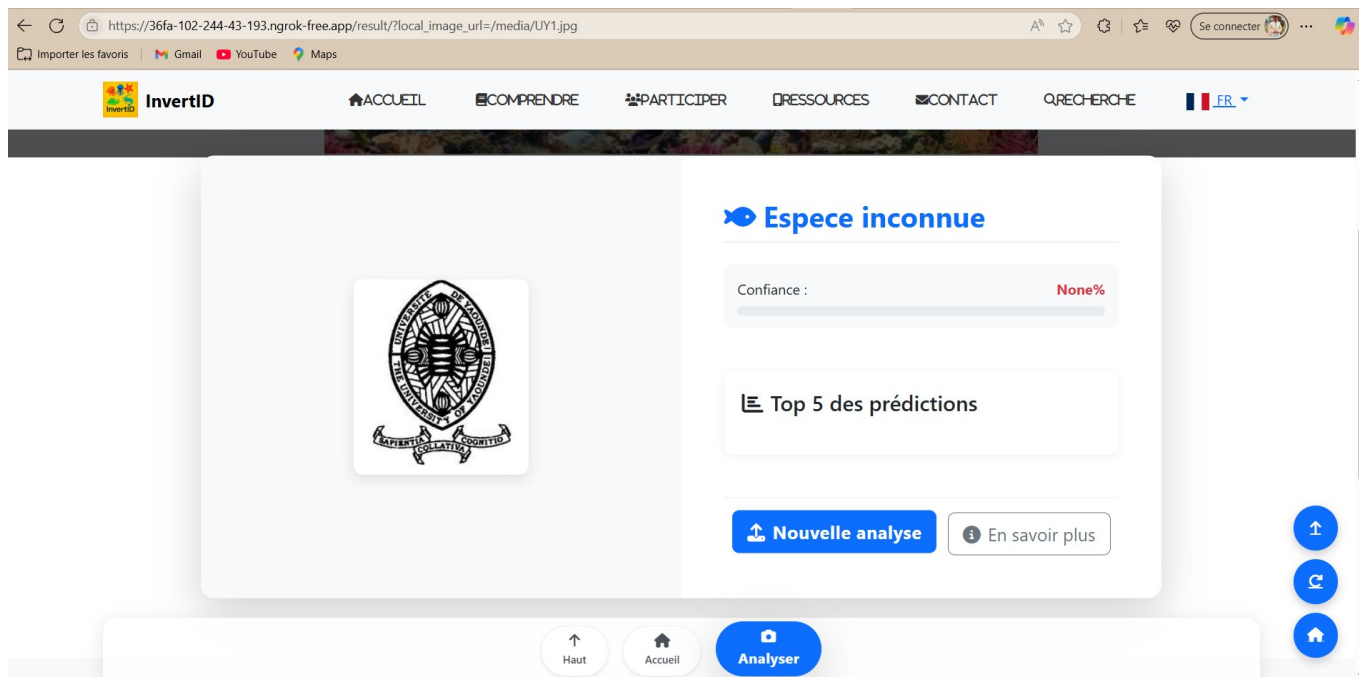 https://36fa-102-244-43-193.ngrok-free.app/result/?local_image_url=/media/UY1.jpg
Se connecter
Importer les favoris
Gmail
YouTube
Maps
InvertID
InvertID
ACCUEIL
COMPRENDRE
PARTICIPER
RESSOURCES
CONTACT
RECHERCHE
FR
UNIVERSITE DE YAOUNDE I
THE UNIVERSITY OF YAOUNDE I
SAPIENTIA
COLLATIVA
COGNITIO
Espece inconnue
Confiance :
None%
Top 5 des prédictions
Nouvelle analyse
En savoir plus
Haut
Accueil
Analyser